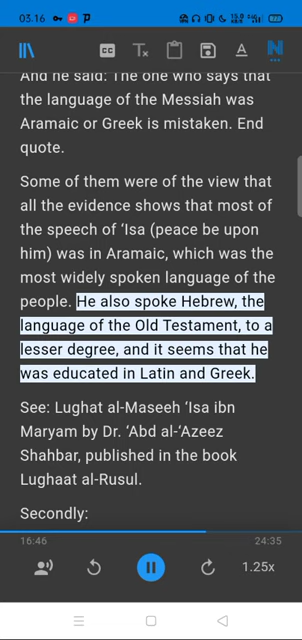 03.16
And he said: The one who says that
the language of the Messiah was
Aramaic or Greek is mistaken. End
quote.
Some of them were of the view that
all the evidence shows that most of
the speech of ‘Isa (peace be upon
him) was in Aramaic, which was the
most widely spoken language of the
people. He also spoke Hebrew, the
language of the Old Testament, to a
lesser degree, and it seems that he
was educated in Latin and Greek.
See: Lughat al-Maseeh ‘Isa ibn
Maryam by Dr. ‘Abd al-‘Azeez
Shahbar, published in the book
Lughaat al-Rusul.
Secondly:
16:46 24:35
1.25x